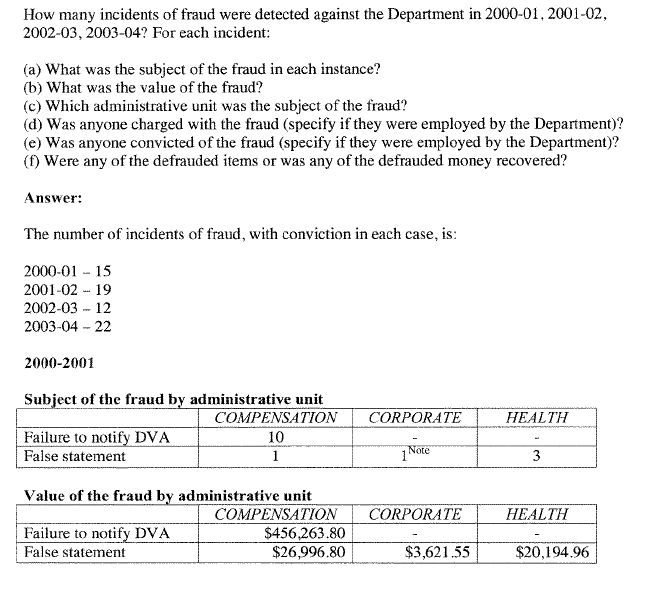 How many incidents of fraud were detected against the Department in 2000-01, 2001-02,
2002-03, 2003-04? For each incident:
(a) What was the subject of the fraud in each instance?
(b) What was the value of the fraud?
(c) Which administrative unit was the subject of the fraud?
(d) Was anyone charged with the fraud (specify if they were employed by the Department)?
(e) Was anyone convicted of the fraud (specify if they were employed by the Department)?
(f) Were any of the defrauded items or was any of the defrauded money recovered?
Answer:
The number of incidents of fraud, with conviction in each case, is:
2000-01 – 15
2001-02 – 19
2002-03 – 12
2003-04 – 22
2000-2001
Subject of the fraud by administrative unit
COMPENSATION CORPORATE HEALTH
Failure to notify DVA 10 - -
False statement 1 1 Note 3
Value of the fraud by administrative unit
COMPENSATION CORPORATE HEALTH
Failure to notify DVA $456,263.80 - -
False statement $26,996.80 $3,621.55 $20,194.96